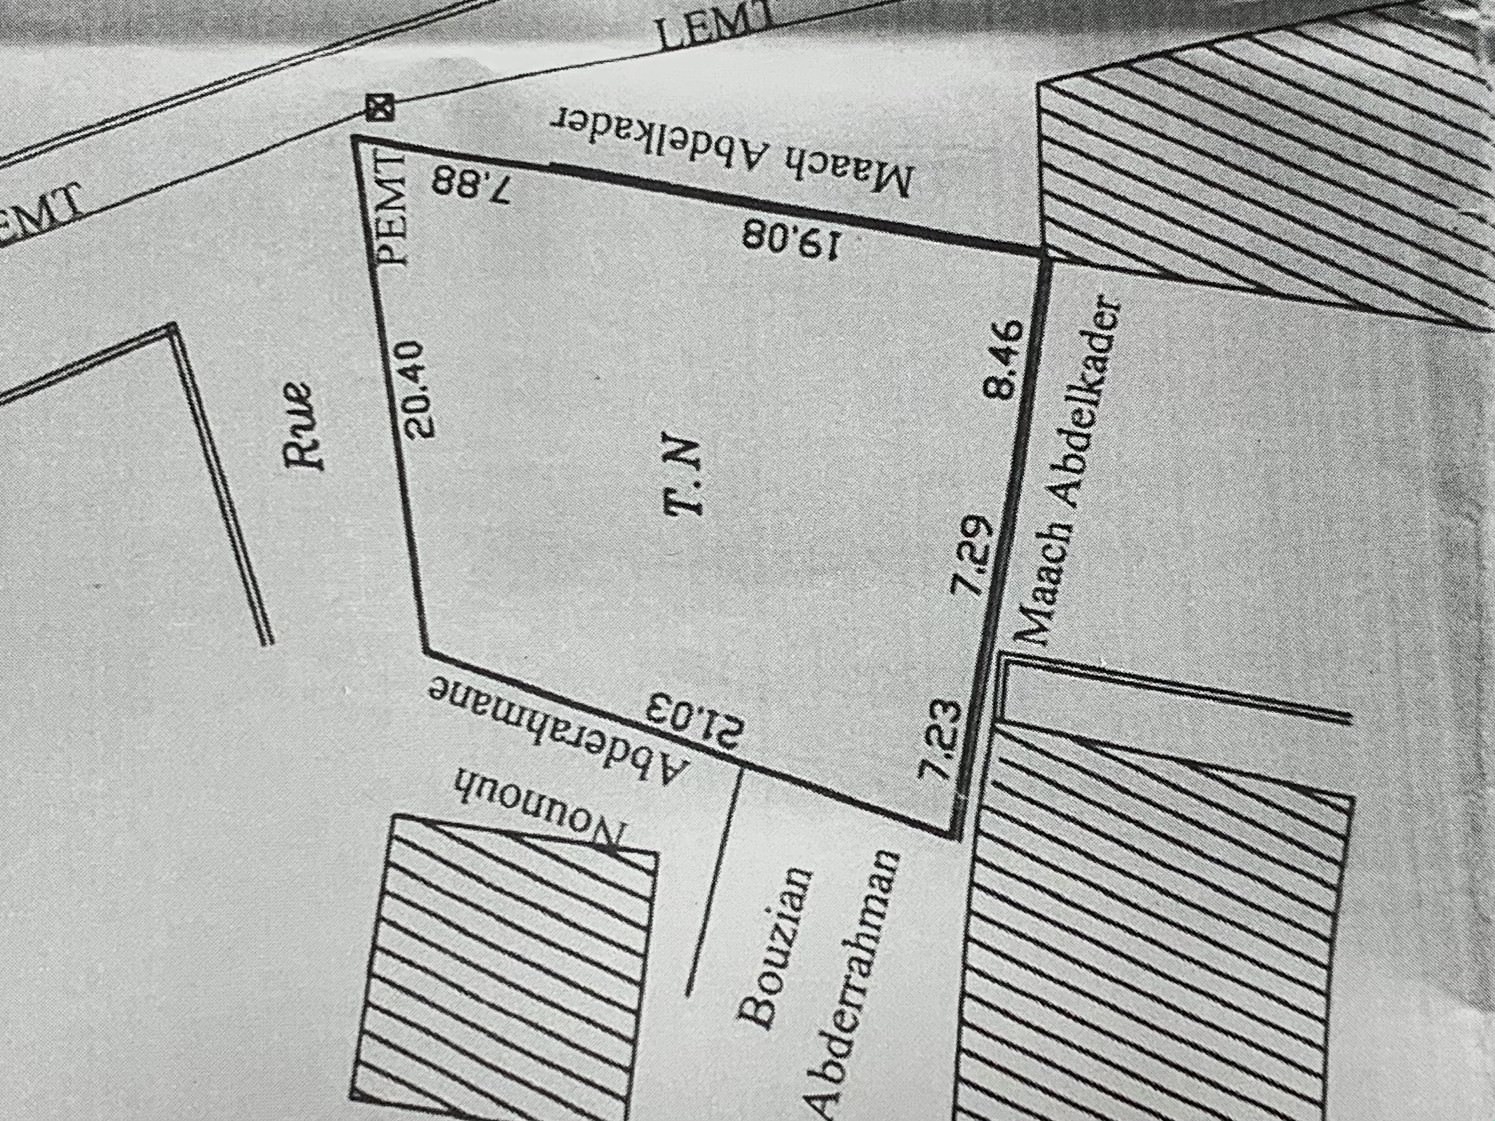 LEMT
EMT
PEMT
7.88
Maach Abdelkader
19.08
Rue
20.40
T.N
8.46
7.29
7.23
Maach Abdelkader
21.03
Abderahmane
Nounouh
Bouzian
Abderrahman